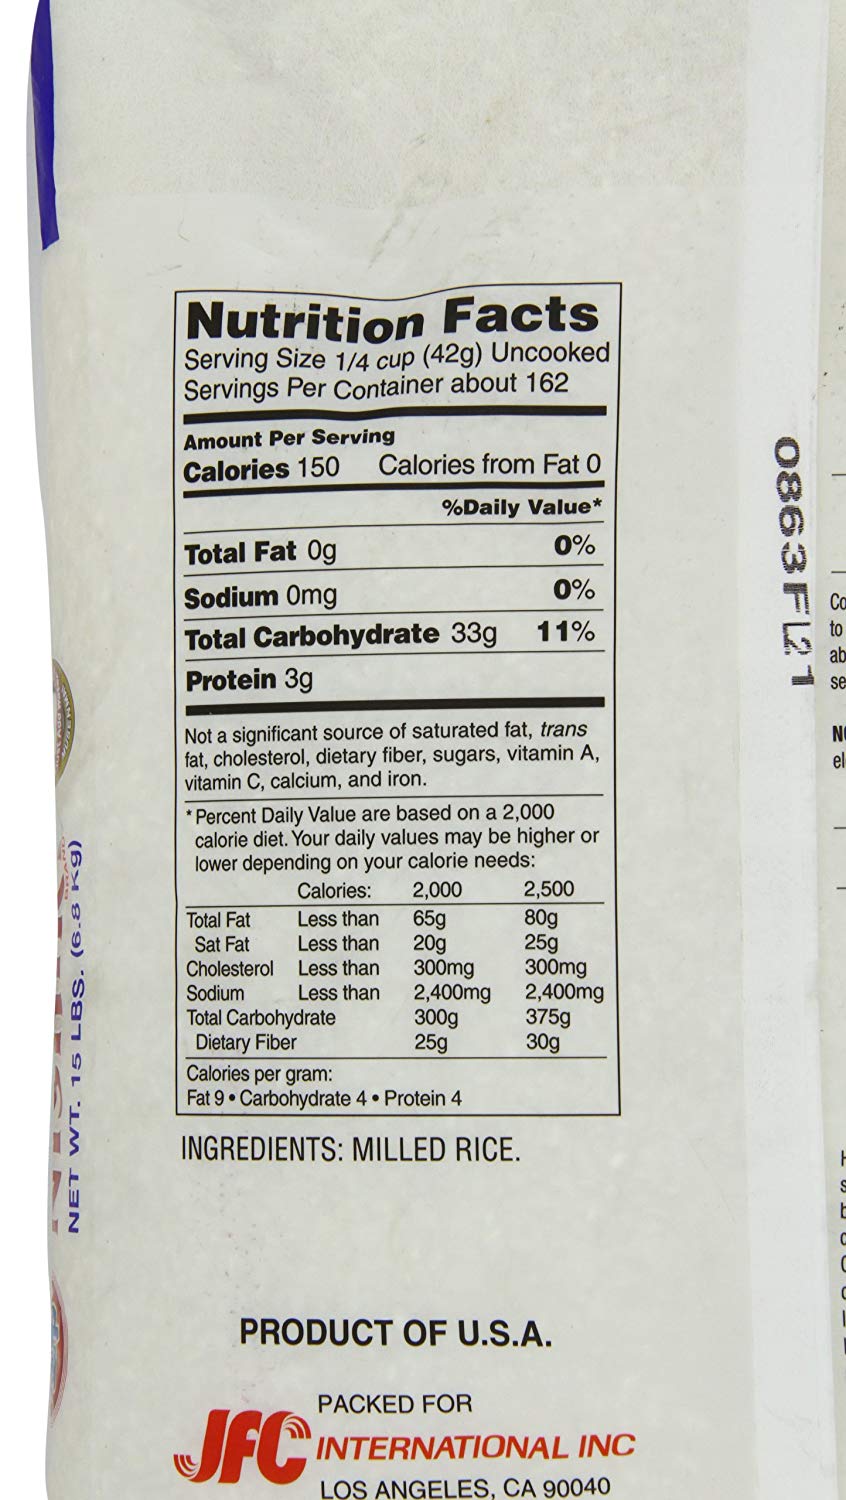 Nutrition Facts
Serving Size 1/4 cup (42g) Uncooked
Servings Per Container about 162
Amount Per Serving
Calories 150 Calories from Fat 0
%Daily Value*
Total Fat 0g 0%
Sodium 0mg 0%
Total Carbohydrate 33g 11%
Protein 3g
Not a significant source of saturated fat, trans
fat, cholesterol, dietary fiber, sugars, vitamin A,
vitamin C, calcium, and iron.
*Percent Daily Value are based on a 2,000
calorie diet. Your daily values may be higher or
lower depending on your calorie needs:
Calories: 2,000 2,500
Total Fat Less than 65g 80g
Sat Fat Less than 20g 25g
Cholesterol Less than 300mg 300mg
Sodium Less than 2,400mg 2,400mg
Total Carbohydrate 300g 375g
Dietary Fiber 25g 30g
Calories per gram:
Fat 9 • Carbohydrate 4 • Protein 4
INGREDIENTS: MILLED RICE.
PRODUCT OF U.S.A.
PACKED FOR
JFC INTERNATIONAL INC
LOS ANGELES, CA 90040
NET WT. 15 LBS. (6.8 Kg)
BRAND
0863FL21
to